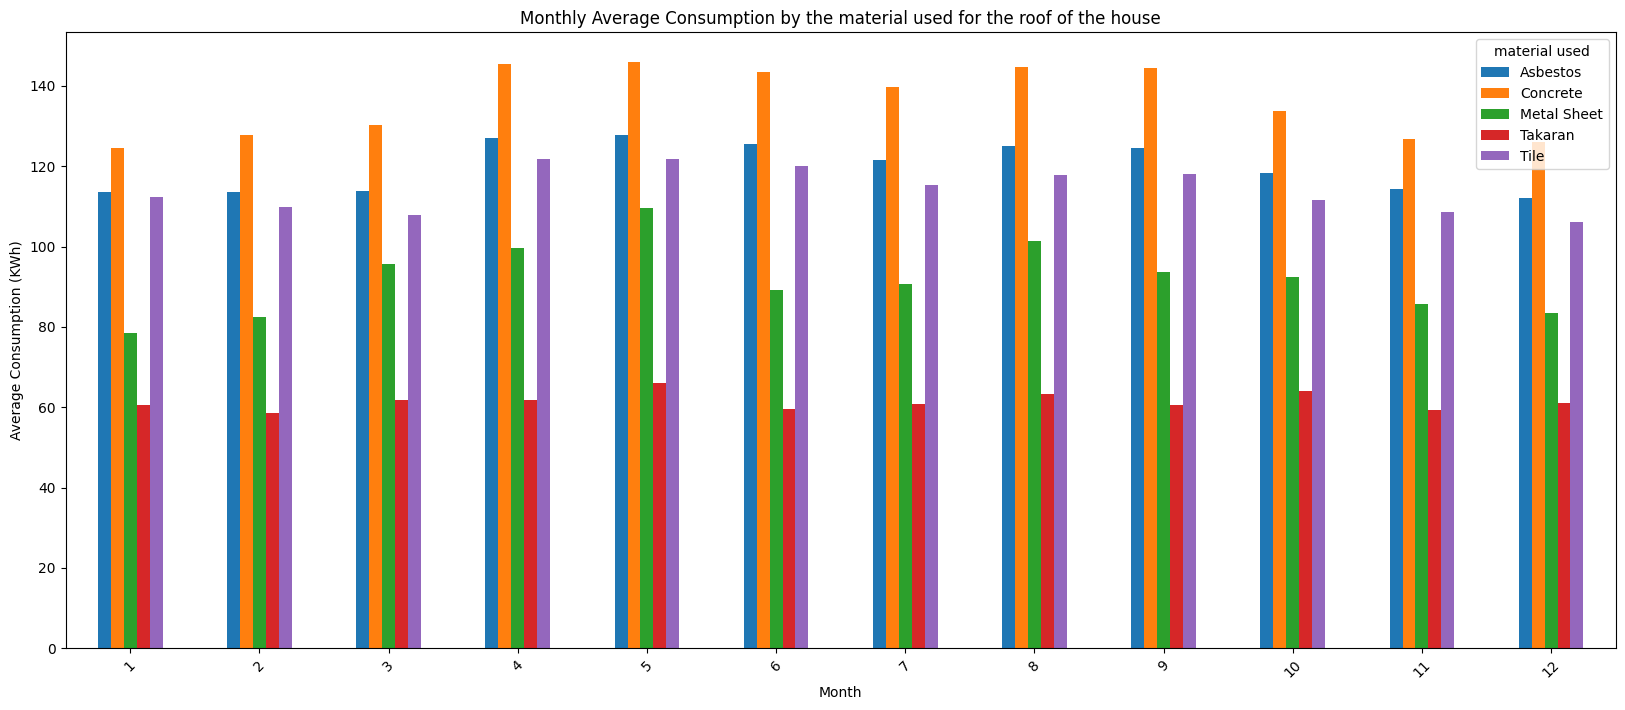 Monthly Average Consumption by the material used for the roof of the house
material used
Asbestos
Concrete
Metal Sheet
Takaran
Tile
Average Consumption (KWh)
140
120
100
80
60
40
20
0
1 2 3 4 5 6 7 8 9 10 11 12
Month